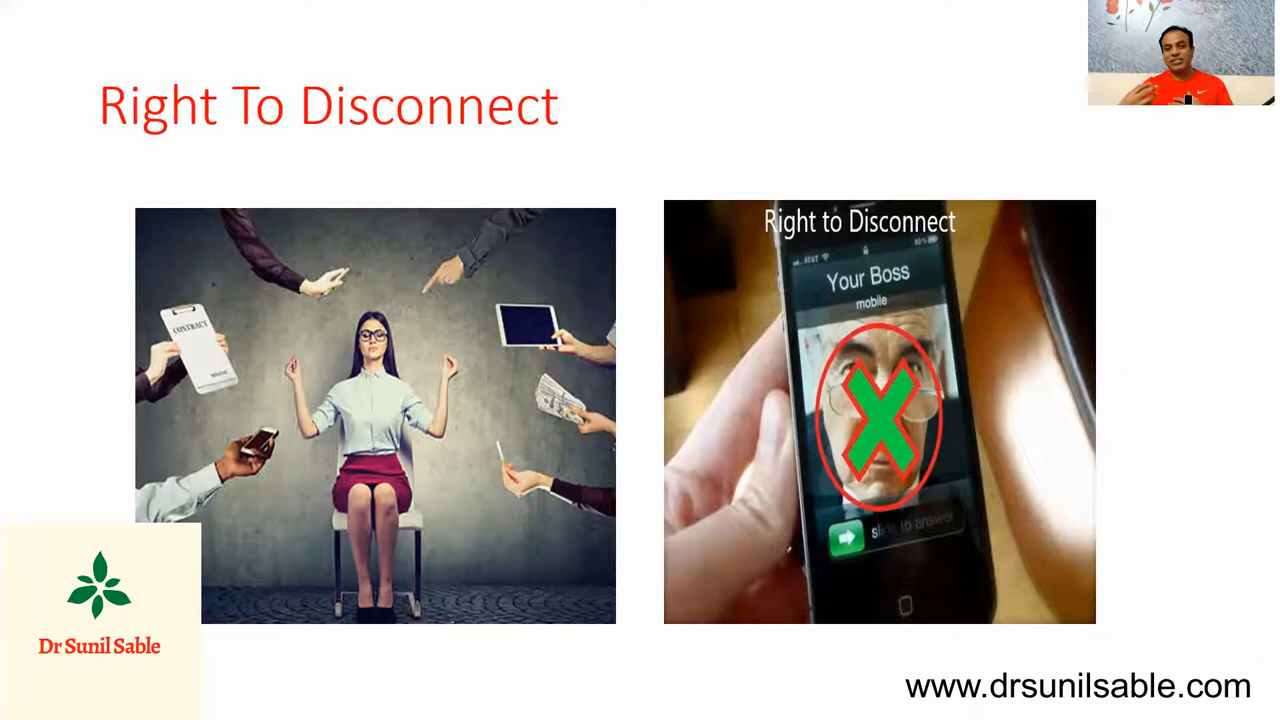 Right To Disconnect
CONTRACT
Right to Disconnect
AT&T
Your Boss
mobile
slide to answer
Dr Sunil Sable
www.drsunilsable.com